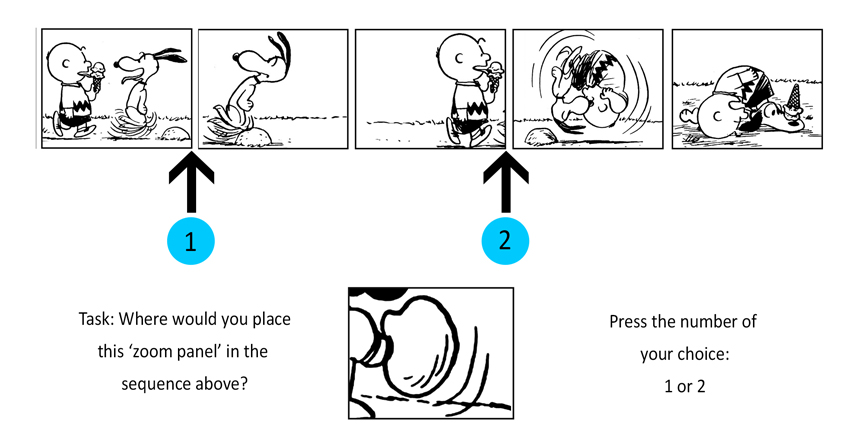 1
2
Task: Where would you place
this ‘zoom panel’ in the
sequence above?
Press the number of
your choice:
1 or 2